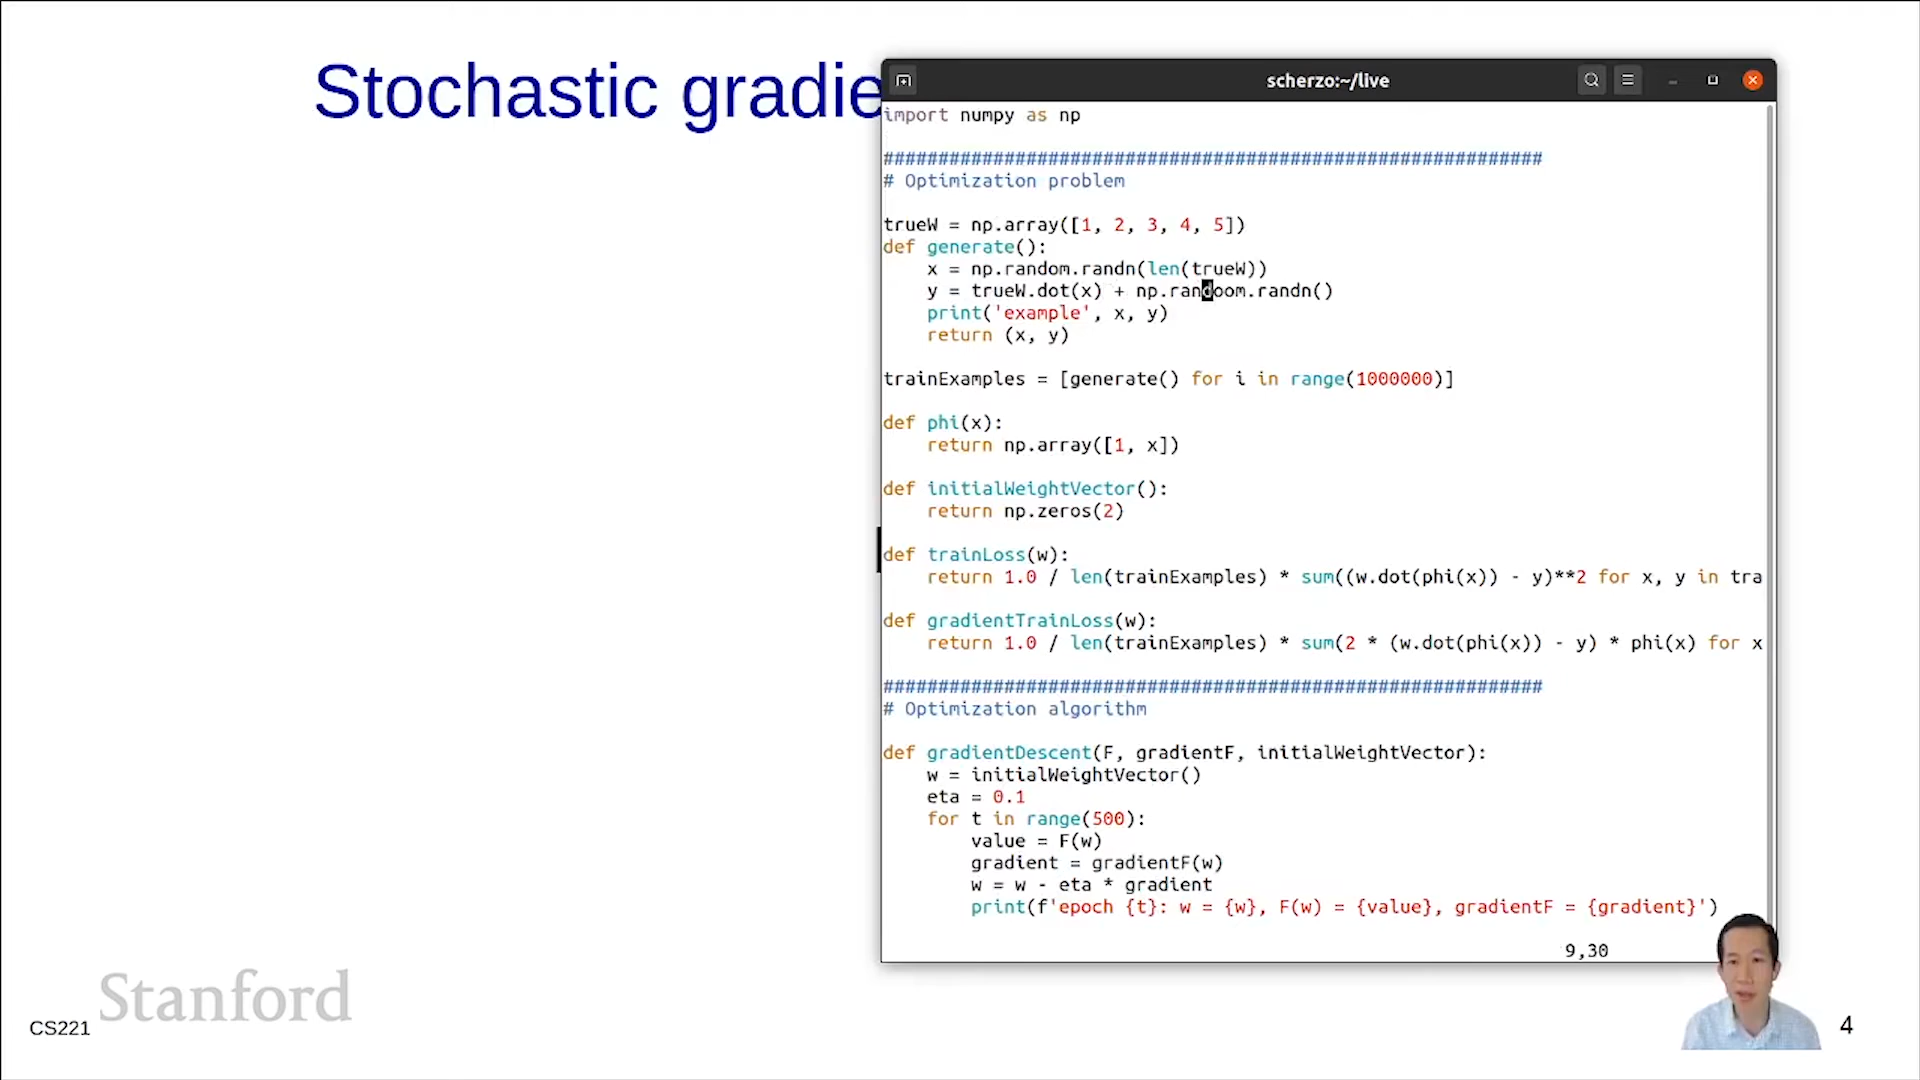 Stochastic gradie
scherzo:~/live
import numpy as np
############################################################
# Optimization problem
trueW = np.array([1, 2, 3, 4, 5])
def generate():
    x = np.random.randn(len(trueW))
    y = trueW.dot(x) + np.randoom.randn()
    print('example', x, y)
    return (x, y)
trainExamples = [generate() for i in range(1000000)]
def phi(x):
    return np.array([1, x])
def initialWeightVector():
    return np.zeros(2)
def trainLoss(w):
    return 1.0 / len(trainExamples) * sum((w.dot(phi(x)) - y)**2 for x, y in tra
def gradientTrainLoss(w):
    return 1.0 / len(trainExamples) * sum(2 * (w.dot(phi(x)) - y) * phi(x) for x
############################################################
# Optimization algorithm
def gradientDescent(F, gradientF, initialWeightVector):
    w = initialWeightVector()
    eta = 0.1
    for t in range(500):
        value = F(w)
        gradient = gradientF(w)
        w = w - eta * gradient
        print(f'epoch {t}: w = {w}, F(w) = {value}, gradientF = {gradient}')
9,30
Stanford
CS221
4